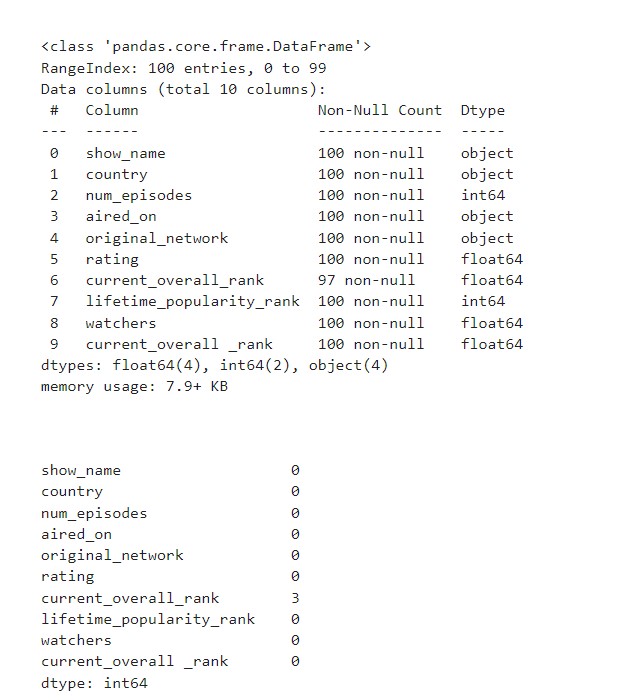 <class 'pandas.core.frame.DataFrame'>
RangeIndex: 100 entries, 0 to 99
Data columns (total 10 columns):
 #   Column                   Non-Null Count  Dtype
---  ------                   --------------  -----
 0   show_name                100 non-null    object
 1   country                  100 non-null    object
 2   num_episodes             100 non-null    int64
 3   aired_on                 100 non-null    object
 4   original_network         100 non-null    object
 5   rating                   100 non-null    float64
 6   current_overall_rank     97 non-null     float64
 7   lifetime_popularity_rank 100 non-null    int64
 8   watchers                 100 non-null    float64
 9   current_overall _rank    100 non-null    float64
dtypes: float64(4), int64(2), object(4)
memory usage: 7.9+ KB
show_name                   0
country                     0
num_episodes                0
aired_on                    0
original_network            0
rating                      0
current_overall_rank        3
lifetime_popularity_rank    0
watchers                    0
current_overall _rank       0
dtype: int64